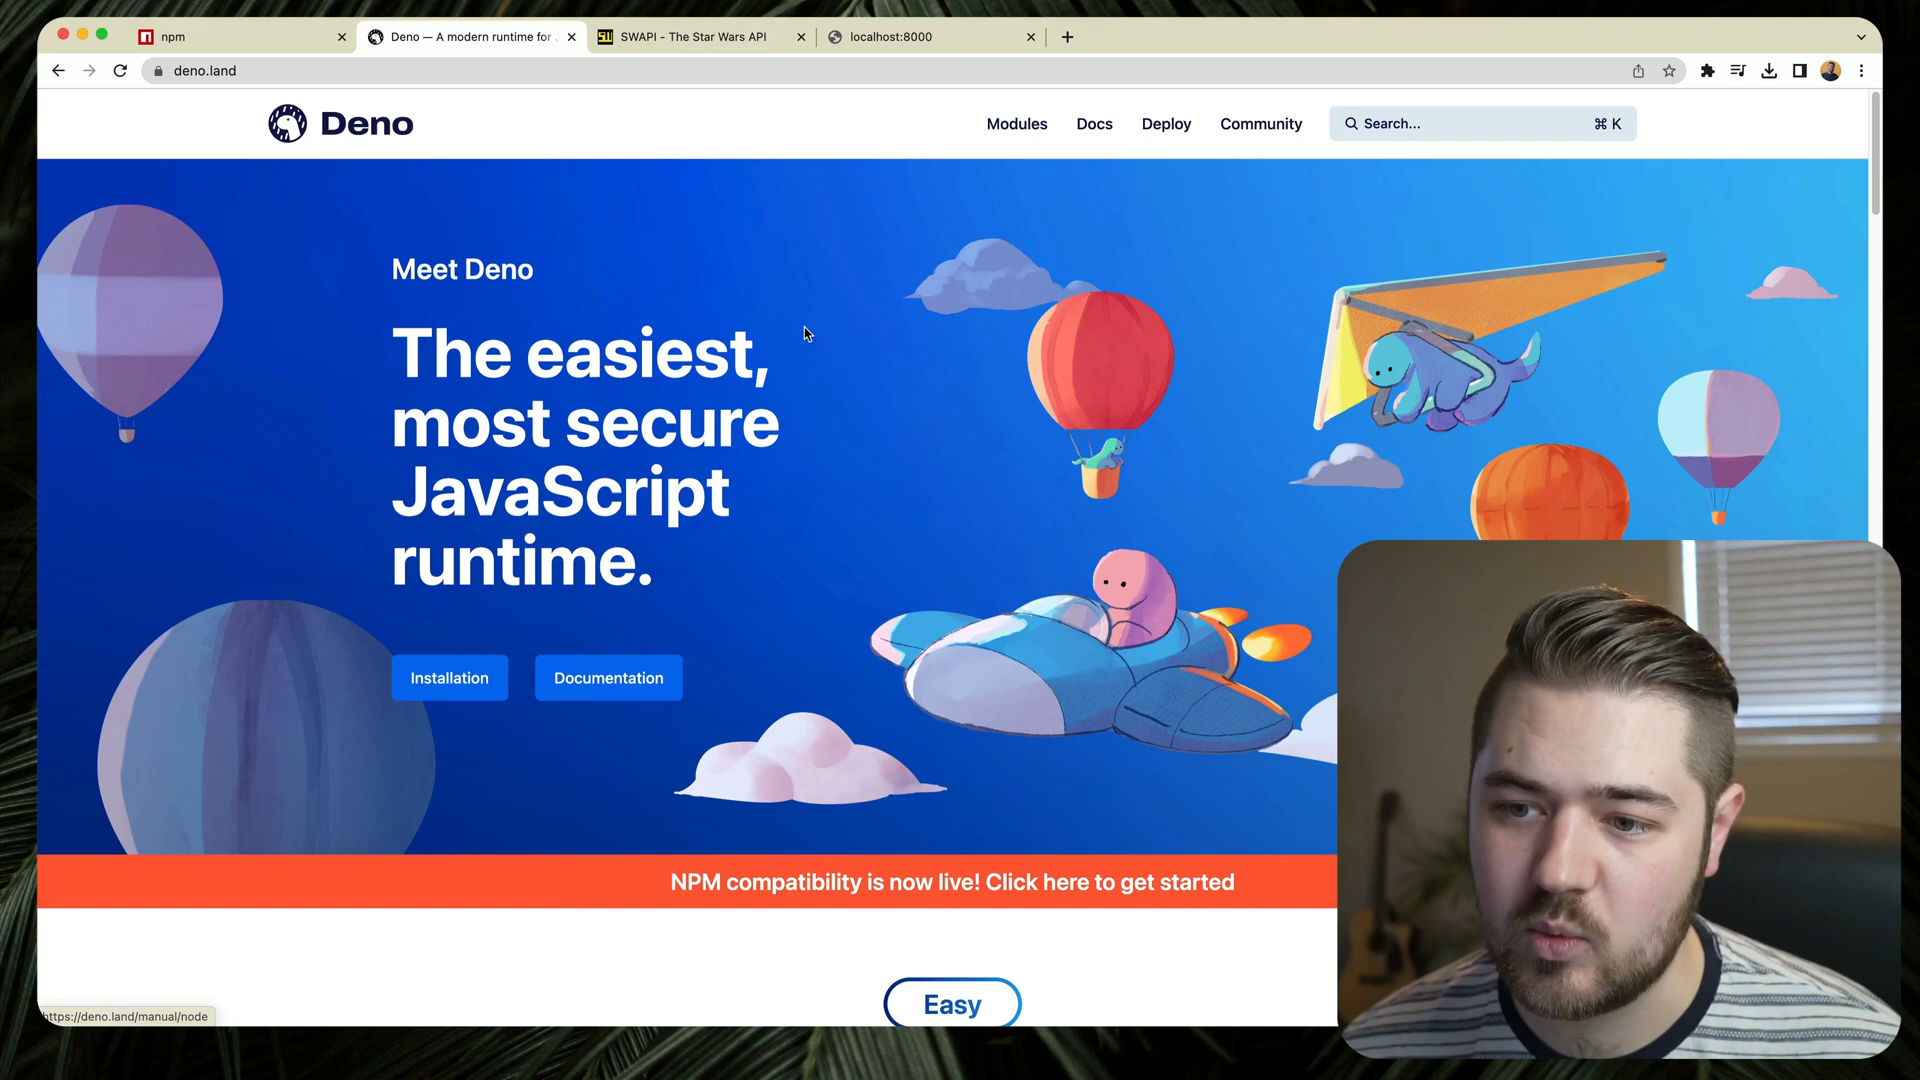 npm
Deno — A modern runtime for
SWAPI - The Star Wars API
localhost:8000
deno.land
Deno
Modules
Docs
Deploy
Community
Search...
⌘ K
Meet Deno
The easiest,
most secure
JavaScript
runtime.
Installation
Documentation
NPM compatibility is now live! Click here to get started
Easy
https://deno.land/manual/node